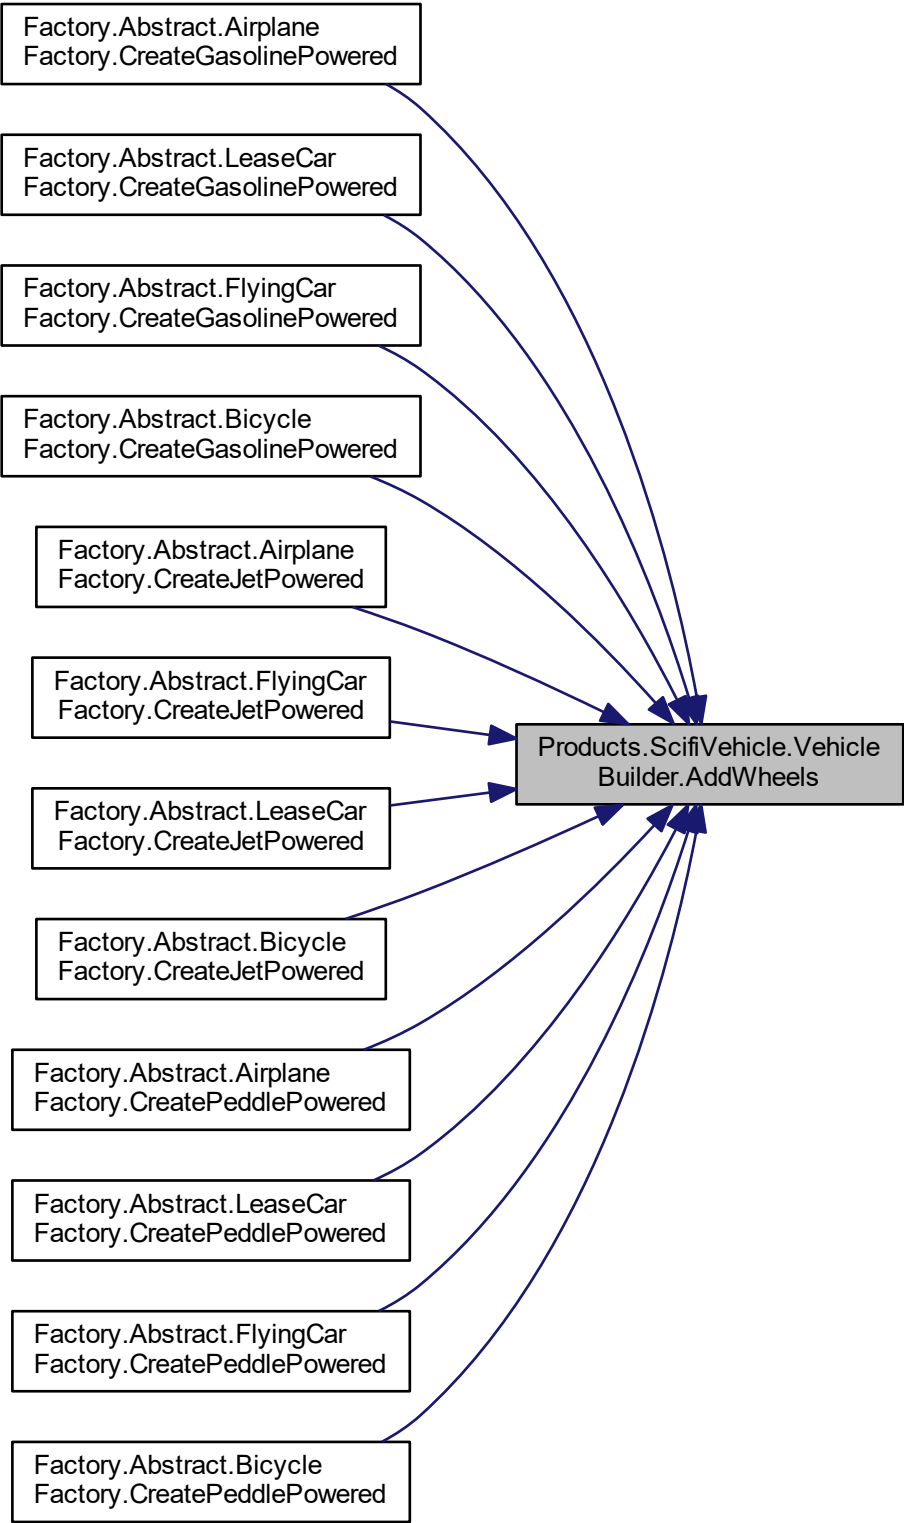 Factory.Abstract.Airplane
Factory.CreateGasolinePowered
Factory.Abstract.LeaseCar
Factory.CreateGasolinePowered
Factory.Abstract.FlyingCar
Factory.CreateGasolinePowered
Factory.Abstract.Bicycle
Factory.CreateGasolinePowered
Factory.Abstract.Airplane
Factory.CreateJetPowered
Factory.Abstract.FlyingCar
Factory.CreateJetPowered
Products.ScifiVehicle.Vehicle
Builder.AddWheels
Factory.Abstract.LeaseCar
Factory.CreateJetPowered
Factory.Abstract.Bicycle
Factory.CreateJetPowered
Factory.Abstract.Airplane
Factory.CreatePeddlePowered
Factory.Abstract.LeaseCar
Factory.CreatePeddlePowered
Factory.Abstract.FlyingCar
Factory.CreatePeddlePowered
Factory.Abstract.Bicycle
Factory.CreatePeddlePowered